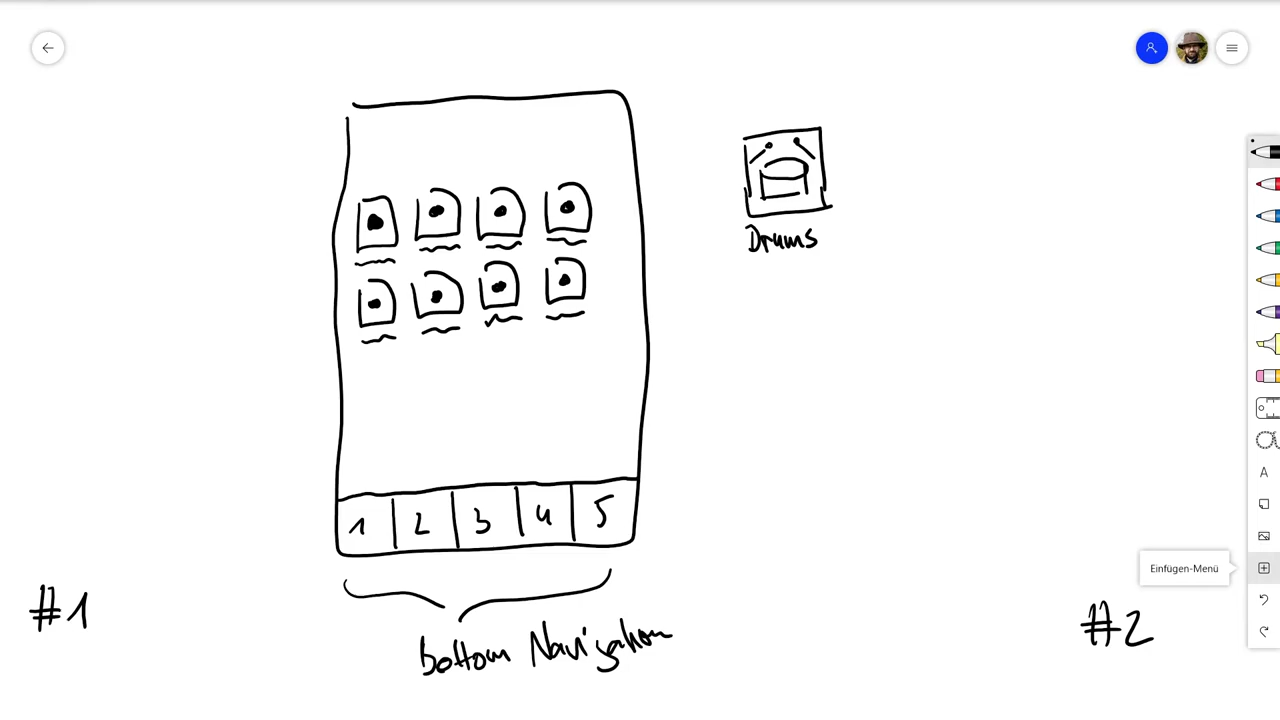 Drums
1 2 3 4 5
Einfügen-Menü
#1
#2
bottom Navigation